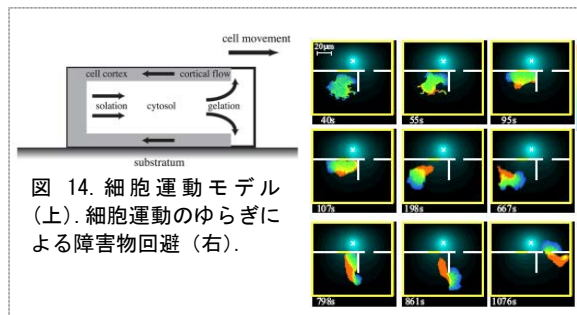 cell movement
cell cortex
cortical flow
solation
cytosol
gelation
substratum
図 14. 細胞運動モデル
(上). 細胞運動のゆらぎに
よる障害物回避 (右).
20μm
40s
55s
95s
107s
198s
667s
798s
861s
1076s